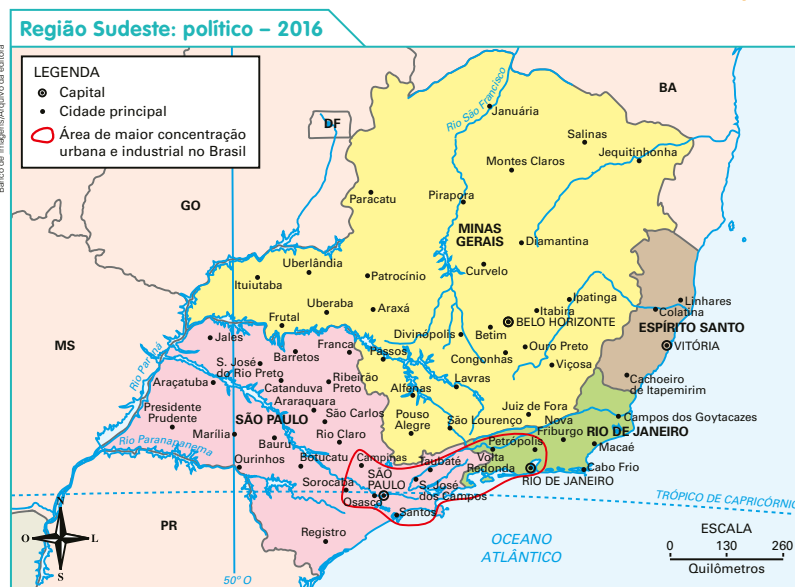 Região Sudeste: político – 2016
Banco de Imagens/Arquivo da editora
LEGENDA
Capital
Cidade principal
Área de maior concentração
urbana e industrial no Brasil
BA
DF
GO
MS
PR
Rio São Francisco
Januária
Salinas
Jequitinhonha
Montes Claros
Paracatu
Pirapora
MINAS
GERAIS
Diamantina
Uberlândia
Curvelo
Patrocínio
Ituiutaba
Ipatinga
Linhares
Uberaba
Araxá
Itabira
Colatina
Frutal
BELO HORIZONTE
ESPÍRITO SANTO
Divinópolis
Betim
Jales
França
Passos
Congonhas
Ouro Preto
VITÓRIA
Rio Paraná
S. José
do Rio Preto
Barretos
Viçosa
Araçatuba
Catanduva
Ribeirão
Preto
Alfenas
Lavras
Cachoeiro
de Itapemirim
Araraquara
Presidente
Prudente
SÃO PAULO
São Carlos
Pouso
Alegre
São Lourenço
Juiz de Fora
Nova
Friburgo
Campos dos Goytacazes
RIO DE JANEIRO
Marília
Bauru
Rio Claro
Petrópolis
Macaé
Rio Paranapanema
Ourinhos
Botucatu
Campinas
Taubaté
Volta
Redonda
Cabo Frio
Sorocaba
SÃO
PAULO
S. José
dos Campos
RIO DE JANEIRO
Osasco
Santos
TRÓPICO DE CAPRICÓRNIO
Registro
OCEANO
ATLÂNTICO
N
O
L
S
50° O
ESCALA
0 130 260
Quilômetros